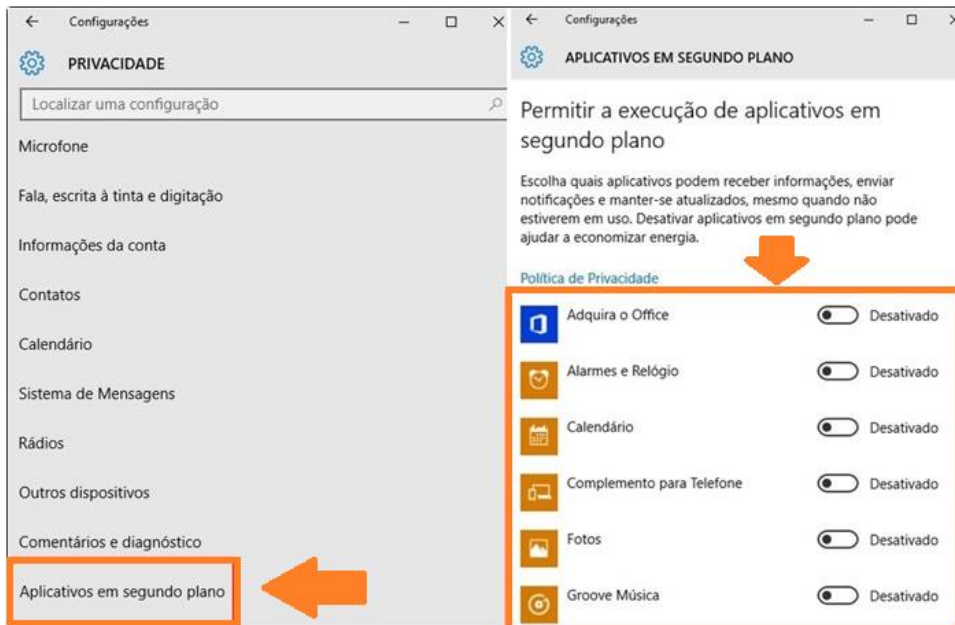 Configurações
PRIVACIDADE
Localizar uma configuração
Microfone
Fala, escrita à tinta e digitação
Informações da conta
Contatos
Calendário
Sistema de Mensagens
Rádios
Outros dispositivos
Comentários e diagnóstico
Aplicativos em segundo plano
Configurações
APLICATIVOS EM SEGUNDO PLANO
Permitir a execução de aplicativos em
segundo plano
Escolha quais aplicativos podem receber informações, enviar
notificações e manter-se atualizados, mesmo quando não
estiverem em uso. Desativar aplicativos em segundo plano pode
ajudar a economizar energia.
Política de Privacidade
Adquira o Office Desativado
Alarmes e Relógio Desativado
Calendário Desativado
Complemento para Telefone Desativado
Fotos Desativado
Groove Música Desativado